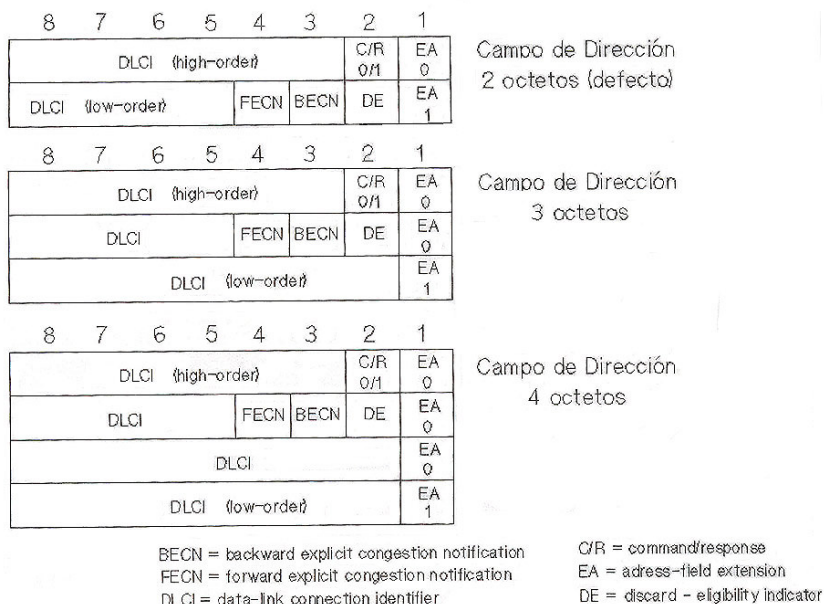 8 7 6 5 4 3 2 1
DLCI (high-order) C/R 0/1 EA 0
DLCI (low-order) FECN BECN DE EA 1
Campo de Dirección
2 octetos (defecto)
8 7 6 5 4 3 2 1
DLCI (high-order) C/R 0/1 EA 0
DLCI FECN BECN DE EA 0
DLCI (low-order) EA 1
Campo de Dirección
3 octetos
8 7 6 5 4 3 2 1
DLCI (high-order) C/R 0/1 EA 0
DLCI FECN BECN DE EA 0
DLCI EA 0
DLCI (low-order) EA 1
Campo de Dirección
4 octetos
BECN = backward explicit congestion notification
FECN = forward explicit congestion notification
DLCI = data-link connection identifier
C/R = command/response
EA = adress-field extension
DE = discard - eligibility indicator